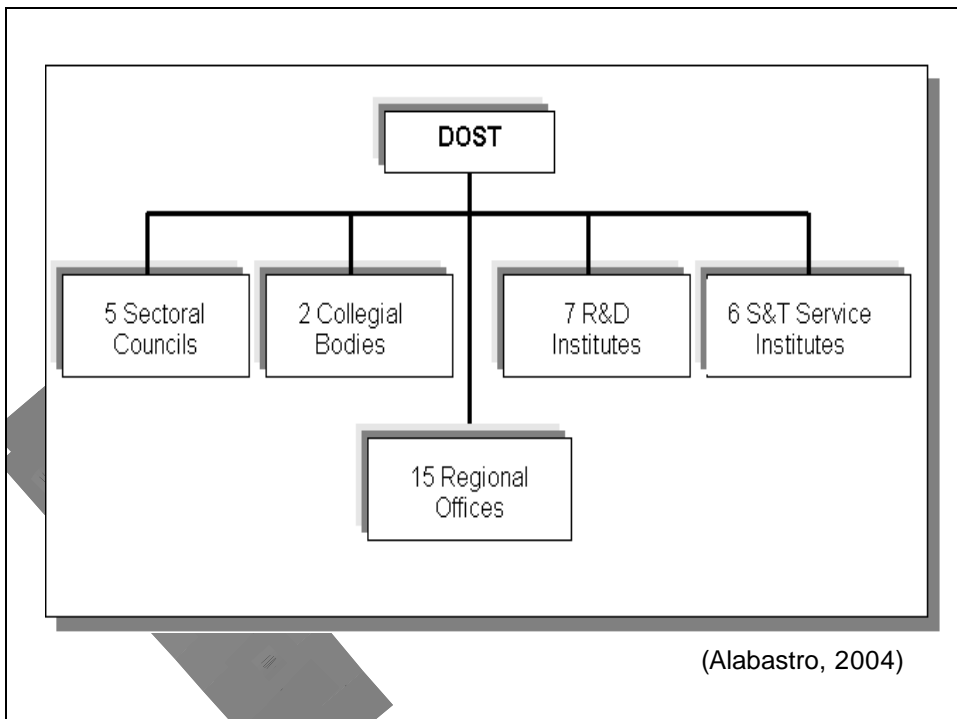 DOST
5 Sectoral
Councils
2 Collegial
Bodies
7 R&D
Institutes
6 S&T Service
Institutes
15 Regional
Offices
(Alabastro, 2004)